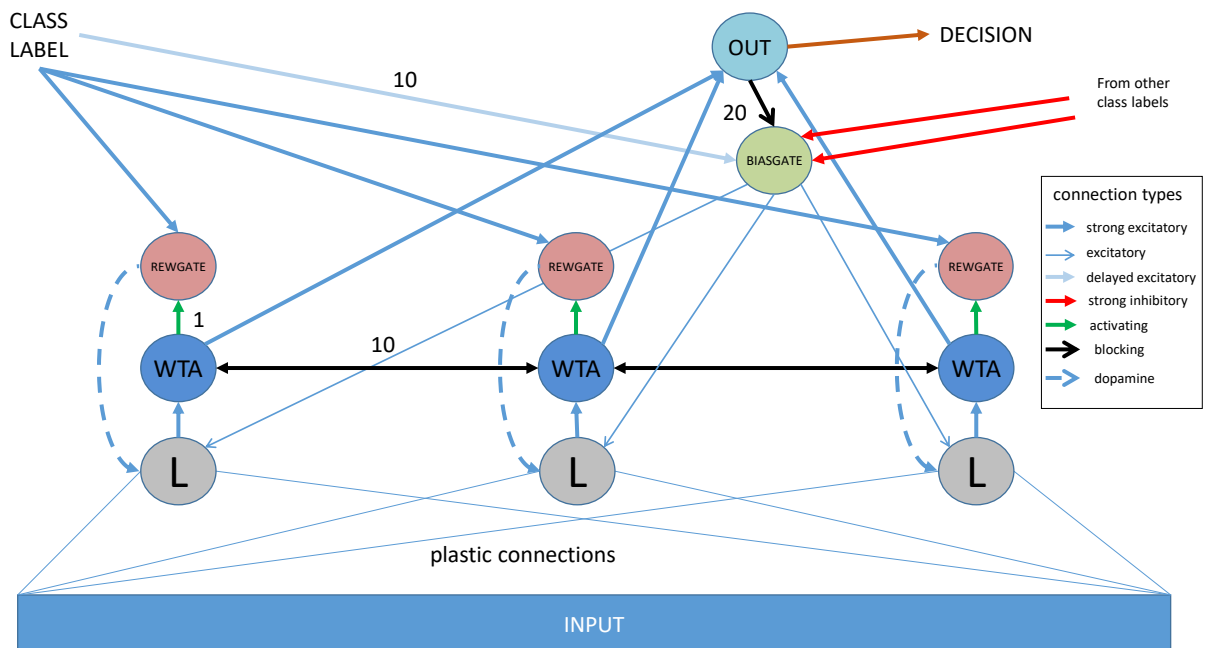 CLASS
LABEL
OUT
DECISION
10
20
From other
class labels
BIASGATE
connection types
strong excitatory
excitatory
delayed excitatory
strong inhibitory
activating
blocking
dopamine
REWGATE
REWGATE
REWGATE
1
10
WTA
WTA
WTA
L
L
L
plastic connections
INPUT